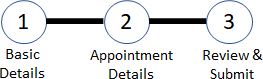 1 2 3
Basic Appointment Review &
Details Details Submit